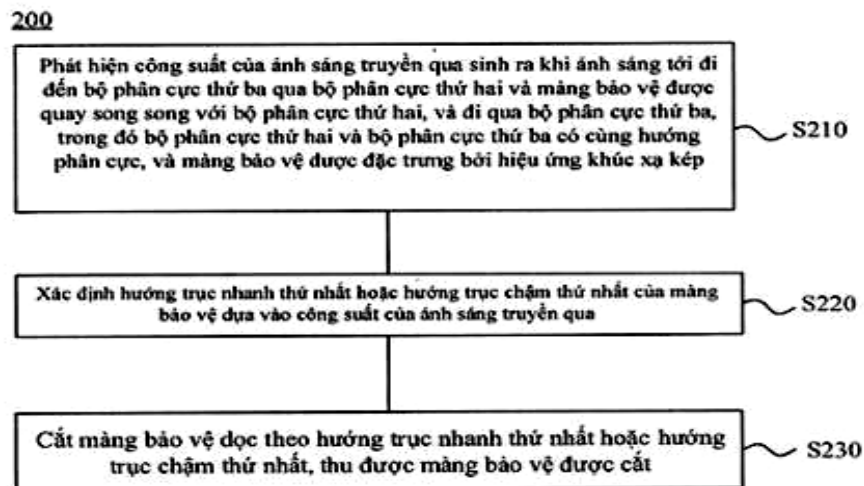 200
Phát hiện công suất của ánh sáng truyền qua sinh ra khi ánh sáng tới đi
đến bộ phân cực thứ ba qua bộ phân cực thứ hai và màng bảo vệ được
quay song song với bộ phân cực thứ hai, và đi qua bộ phân cực thứ ba,
trong đó bộ phân cực thứ hai và bộ phân cực thứ ba có cùng hướng
phân cực, và màng bảo vệ được đặc trưng bởi hiệu ứng khúc xạ kép
S210
Xác định hướng trục nhanh thứ nhất hoặc hướng trục chậm thứ nhất của màng
bảo vệ dựa vào công suất của ánh sáng truyền qua
S220
Cắt màng bảo vệ dọc theo hướng trục nhanh thứ nhất hoặc hướng
trục chậm thứ nhất, thu được màng bảo vệ được cắt
S230